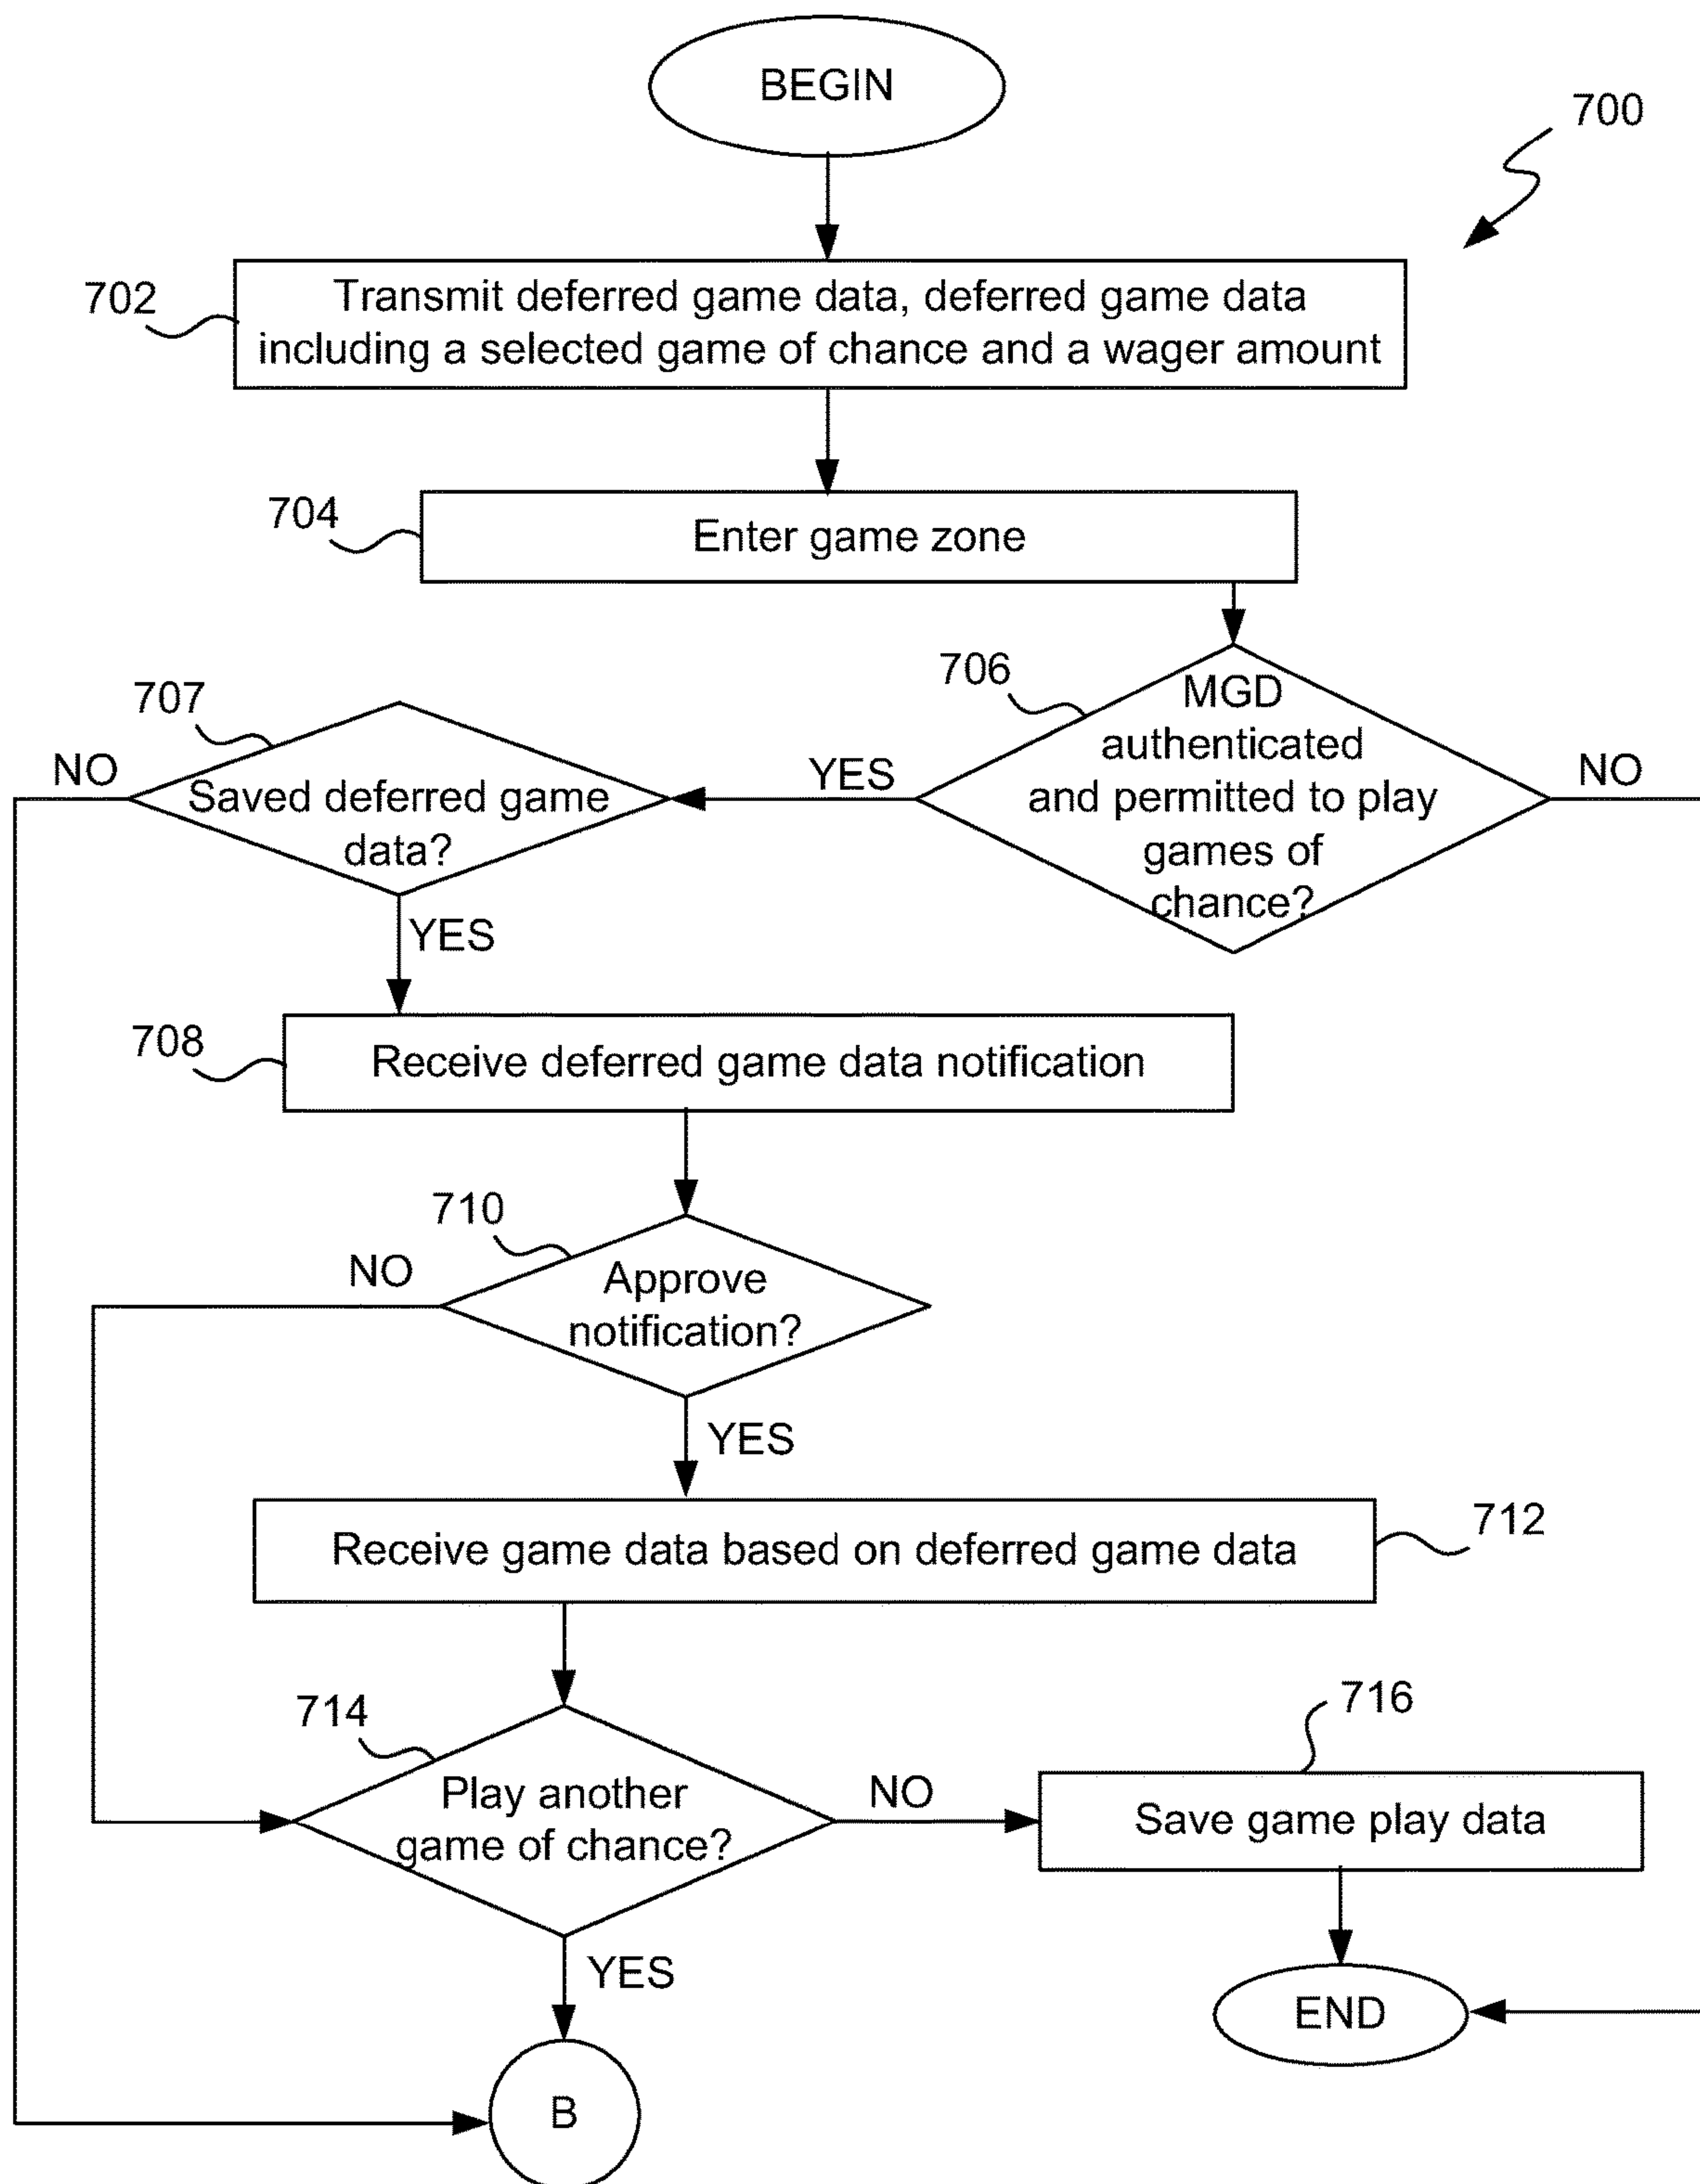 BEGIN
700
702
Transmit deferred game data, deferred game data
including a selected game of chance and a wager amount
704
Enter game zone
706
MGD
authenticated
and permitted to play
games of
chance?
YES
NO
707
NO
Saved deferred game
data?
YES
708
Receive deferred game data notification
710
NO
Approve
notification?
YES
712
Receive game data based on deferred game data
714
Play another
game of chance?
NO
716
Save game play data
YES
END
B